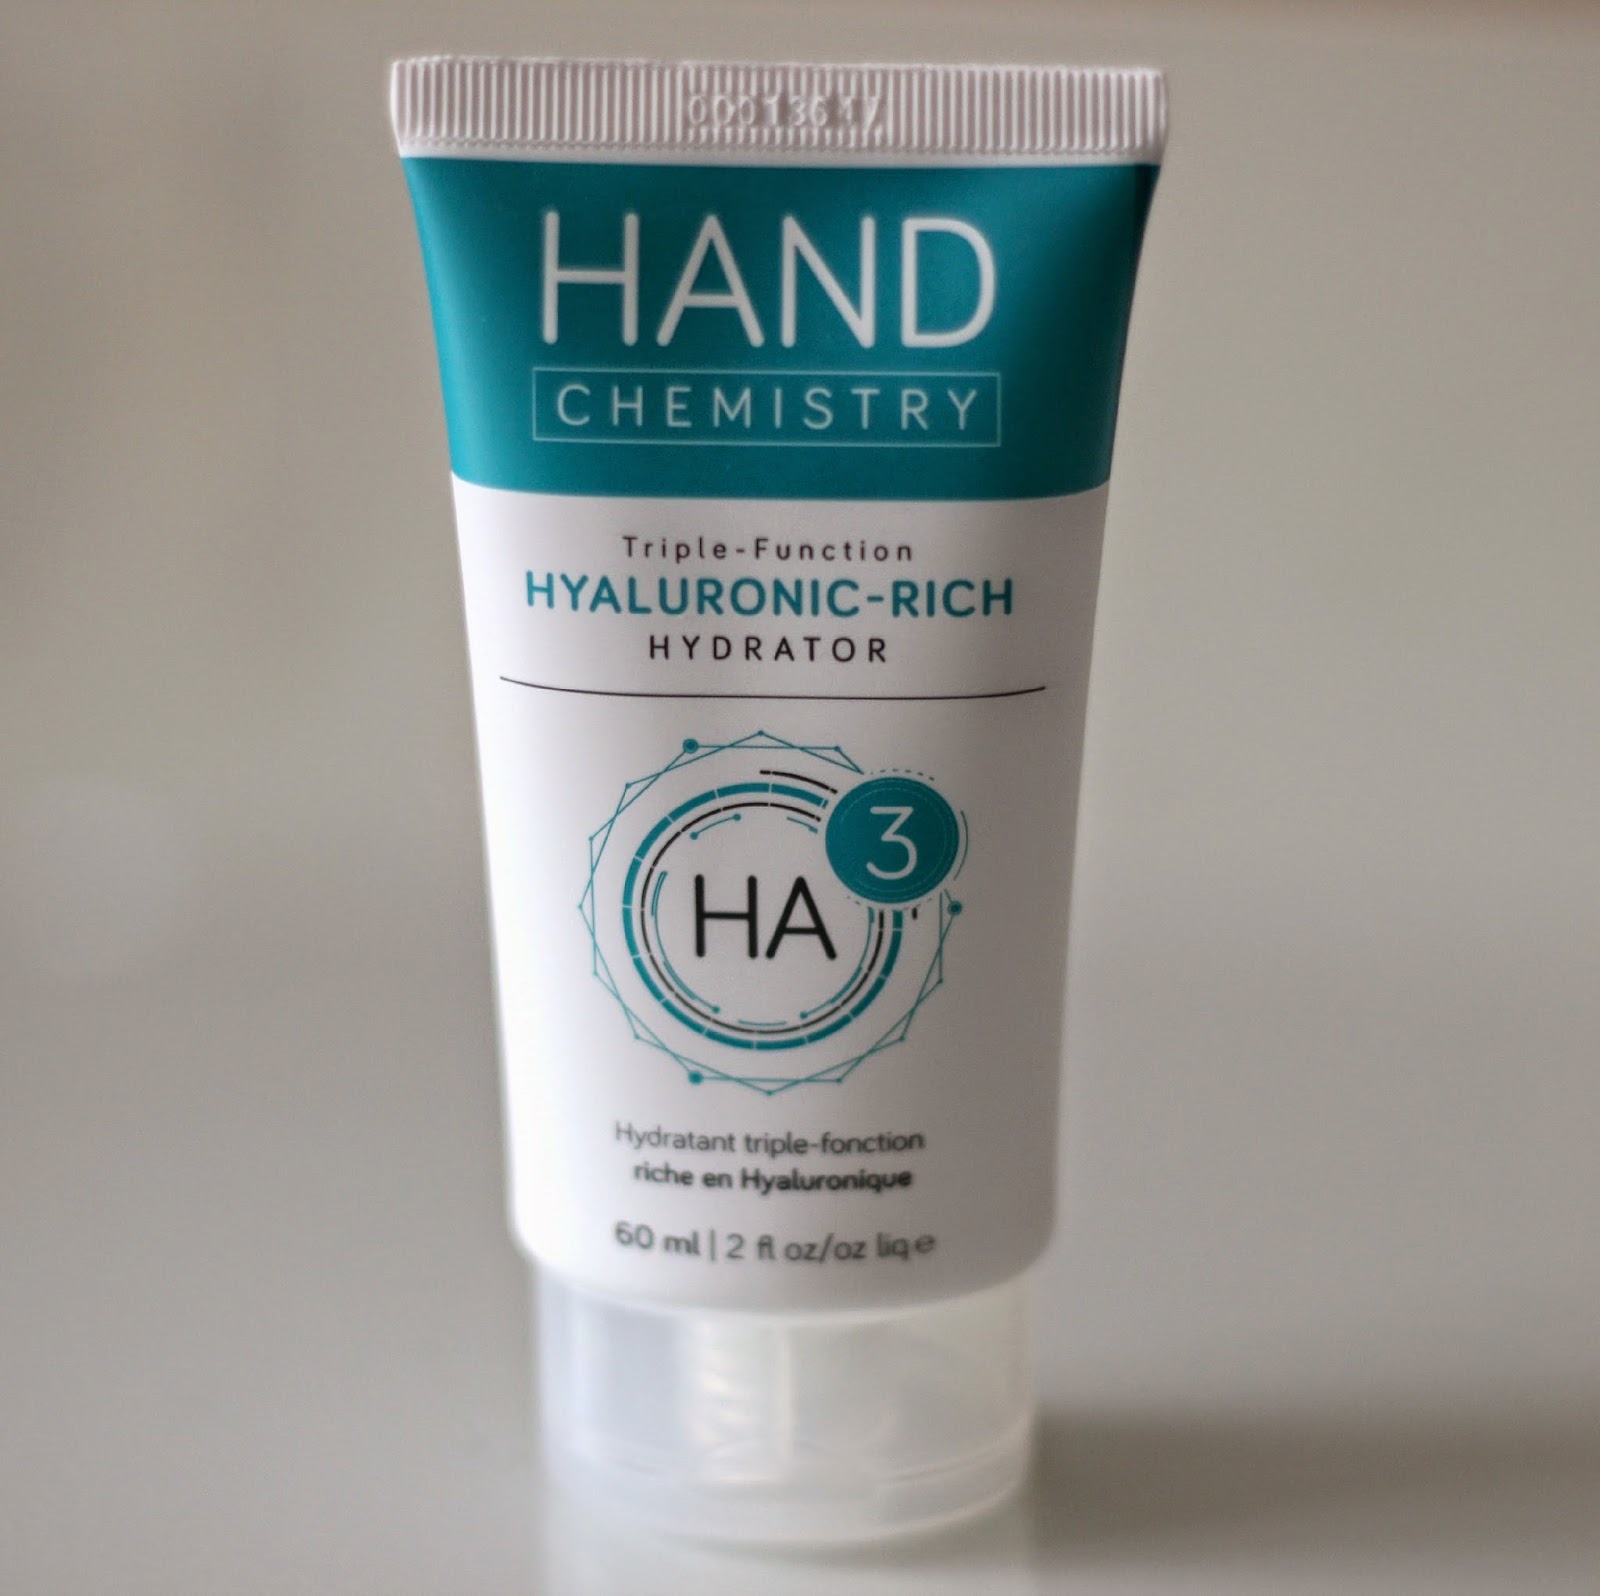 00013647
HAND
CHEMISTRY
Triple-Function
HYALURONIC-RICH
HYDRATOR
HA
3
Hydratant triple-fonction
riche en Hyaluronique
60 ml | 2 fl oz/oz liq e